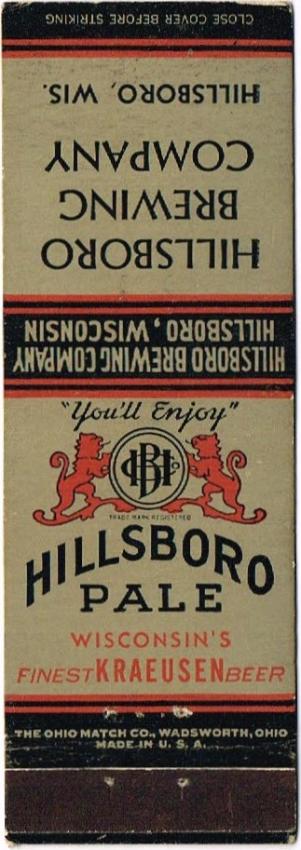 CLOSE COVER BEFORE STRIKING
HILLSBORO
BREWING
COMPANY
HILLSBORO, WIS.
HILLSBORO BREWING COMPANY
HILLSBORO, WISCONSIN
"You'll Enjoy"
HBCo
TRADE MARK REGISTERED
HILLSBORO
PALE
WISCONSIN'S
FINEST KRAEUSEN BEER
THE OHIO MATCH CO., WADSWORTH, OHIO
MADE IN U. S. A.